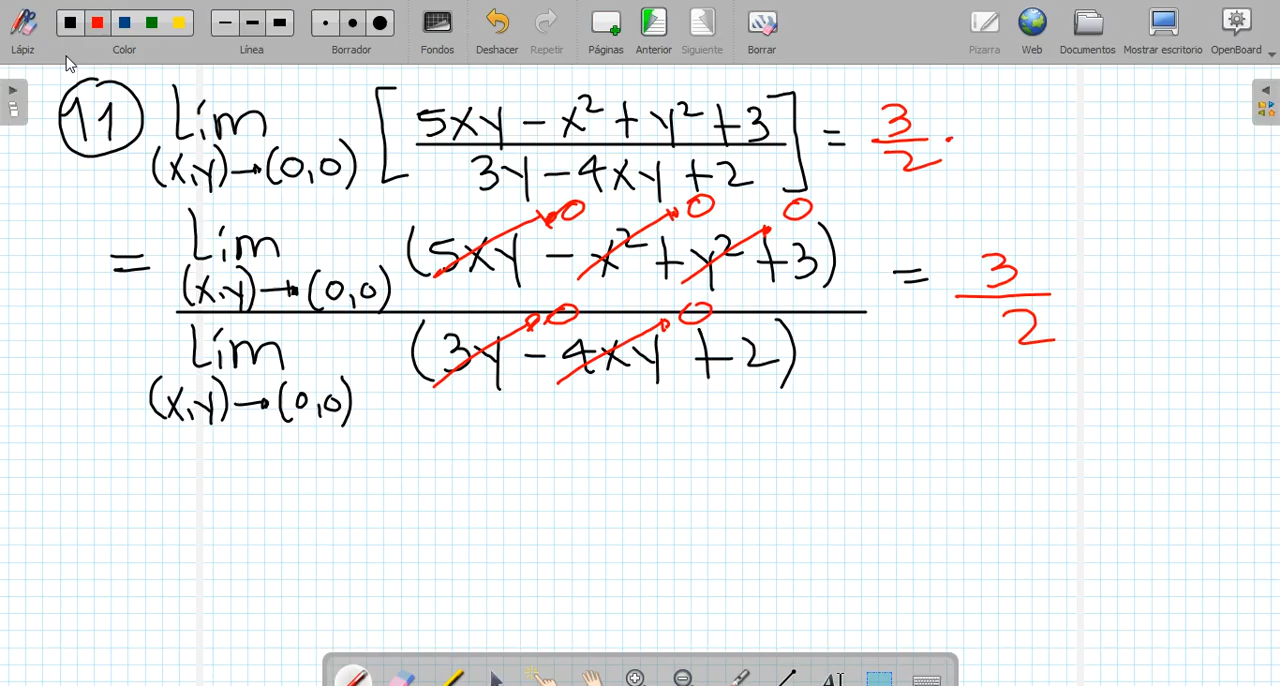 Lápiz Color Línea Borrador Fondos Deshacer Repetir Páginas Anterior Siguiente Borrar Pizarra Web Documentos Mostrar escritorio OpenBoard
11 Lim (x,y)→(0,0) [ (5xy − x² + y² + 3) / (3y − 4xy + 2) ] = 3/2 .
= Lim (x,y)→(0,0) (5xy − x² + y² + 3) = 3/2
0 0 0
Lim (x,y)→(0,0) (3y − 4xy + 2)
0 0